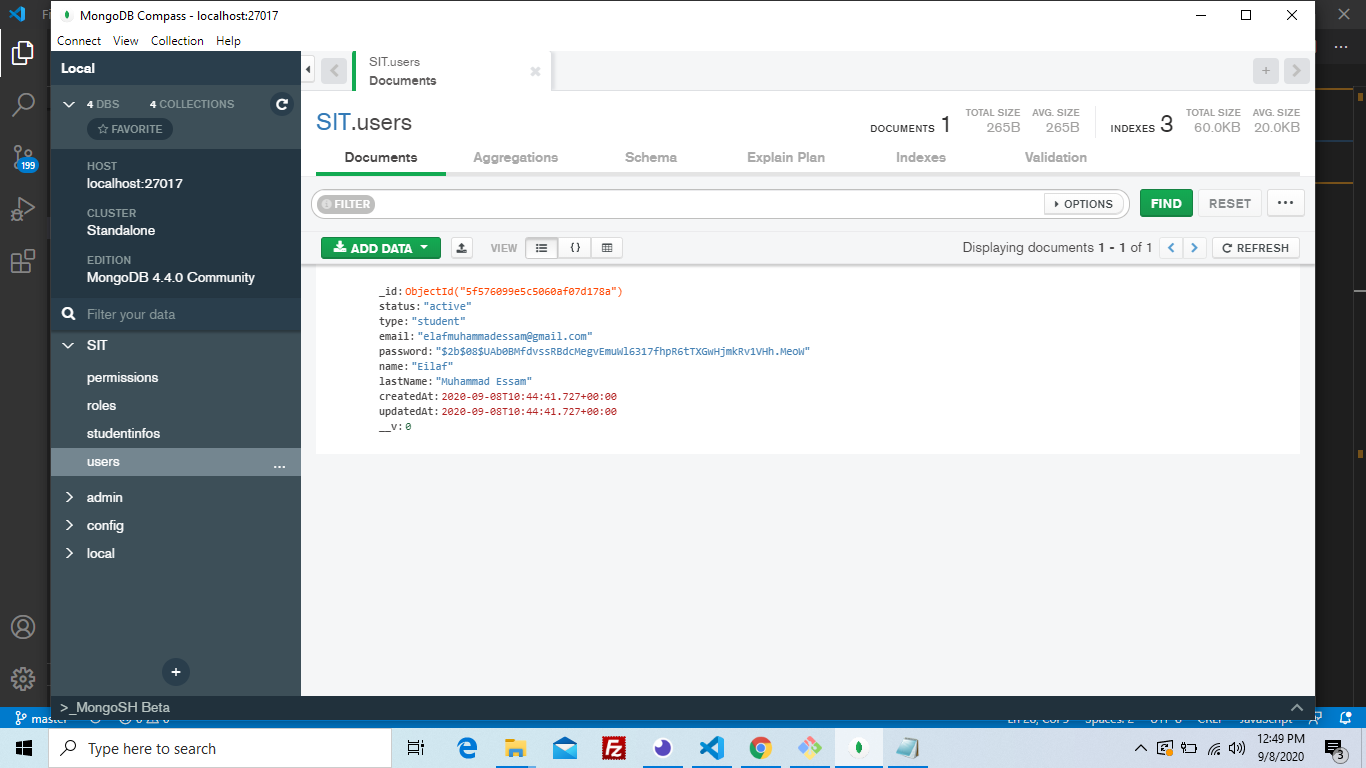 MongoDB Compass - localhost:27017
Connect View Collection Help
Local
4 DBS 4 COLLECTIONS
FAVORITE
HOST
localhost:27017
CLUSTER
Standalone
EDITION
MongoDB 4.4.0 Community
Filter your data
SIT
permissions
roles
studentinfos
users ...
admin
config
local
199
SIT.users
Documents
SIT.users
DOCUMENTS 1
TOTAL SIZE
265B
AVG. SIZE
265B
INDEXES 3
TOTAL SIZE
60.0KB
AVG. SIZE
20.0KB
Documents Aggregations Schema Explain Plan Indexes Validation
FILTER OPTIONS FIND RESET ...
ADD DATA VIEW {} Displaying documents 1 - 1 of 1 REFRESH
_id: ObjectId("5f576099e5c5060af07d178a")
status: "active"
type: "student"
email: "elafmuhammadessam@gmail.com"
password: "$2b$08$UAb0BMfdvssRBdcMegvEmuWl6317fhpR6tTXGwHjmkRv1VHh.MeoW"
name: "Eilaf"
lastName: "Muhammad Essam"
createdAt: 2020-09-08T10:44:41.727+00:00
updatedAt: 2020-09-08T10:44:41.727+00:00
__v: 0
>_MongoSH Beta
Type here to search
12:49 PM
9/8/2020
3